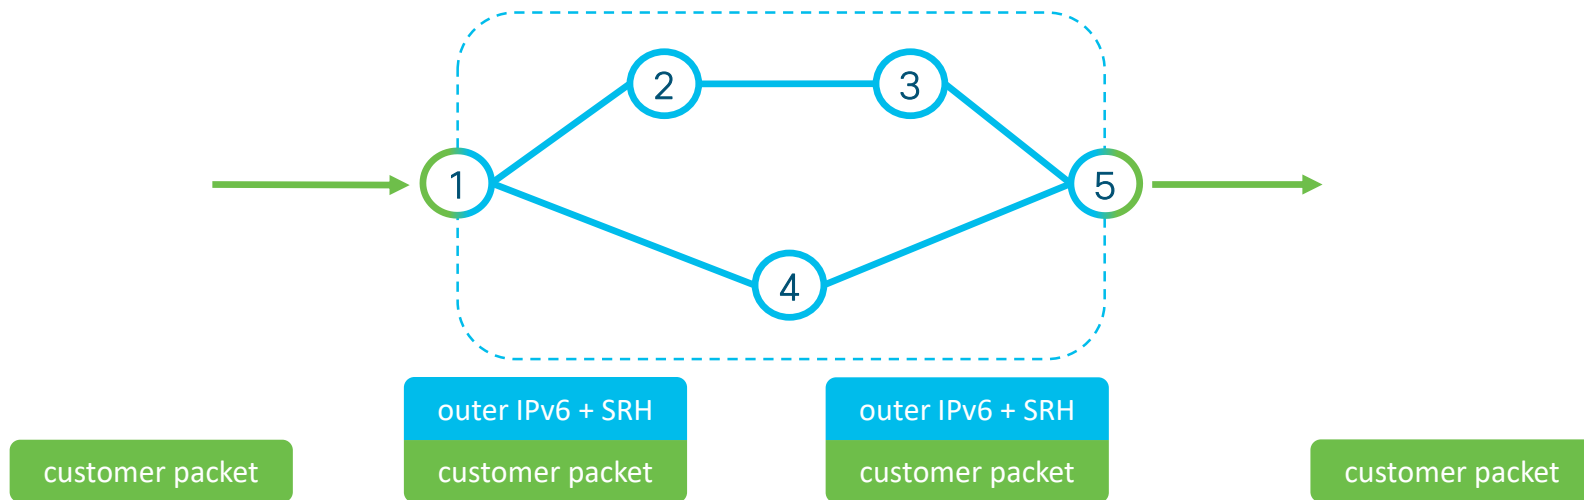 2
3
1
5
4
outer IPv6 + SRH
outer IPv6 + SRH
customer packet
customer packet
customer packet
customer packet